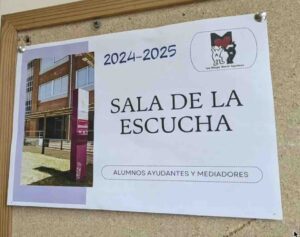 2024-2025
SALA DE LA
ESCUCHA
ALUMNOS AYUDANTES Y MEDIADORES